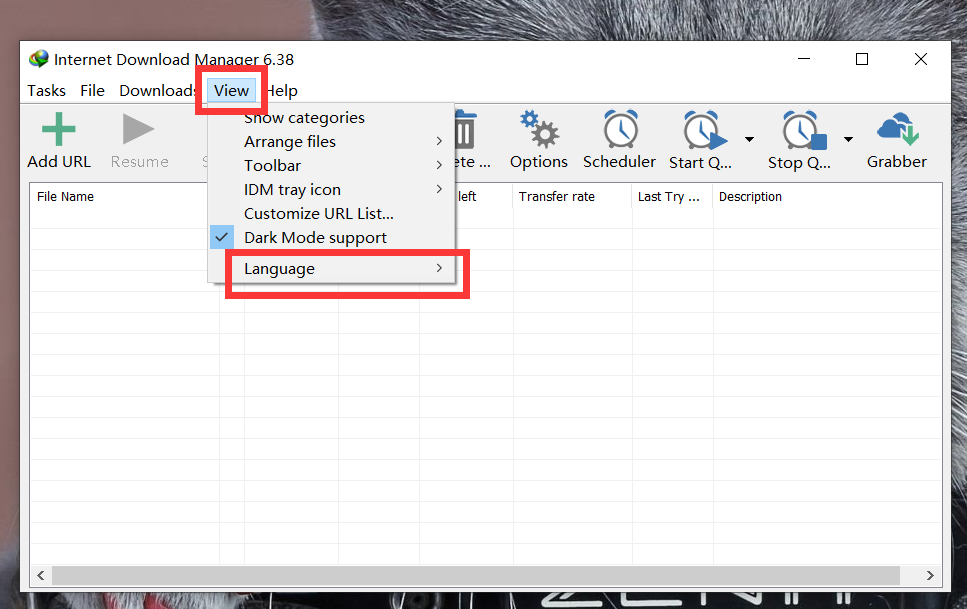 Internet Download Manager 6.38
Tasks File Downloads View Help
Show categories
Arrange files
Toolbar
IDM tray icon
Customize URL List...
Dark Mode support
Language
Add URL Resume Options Scheduler Start Q... Stop Q... Grabber
File Name left Transfer rate Last Try ... Description